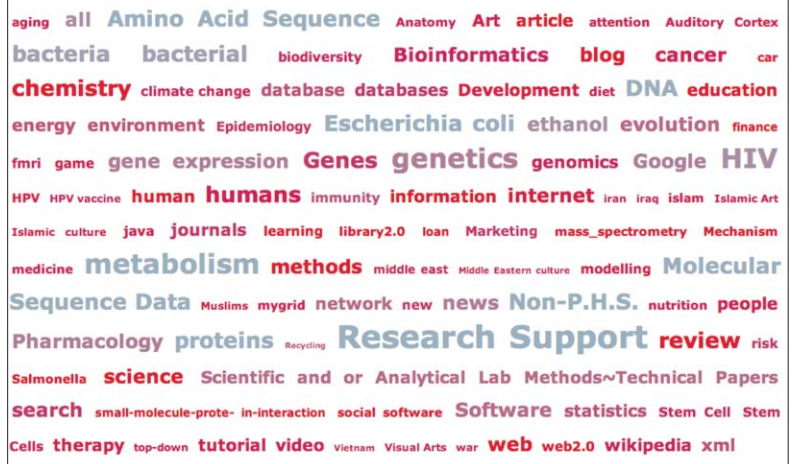 aging all Amino Acid Sequence Anatomy Art article attention Auditory Cortex
bacteria bacterial biodiversity Bioinformatics blog cancer car
chemistry climate change database databases Development diet DNA education
energy environment Epidemiology Escherichia coli ethanol evolution finance
fmri game gene expression Genes genetics genomics Google HIV
HPV HPV vaccine human humans immunity information internet iran iraq islam Islamic Art
Islamic culture java journals learning library2.0 loan Marketing mass_spectrometry Mechanism
medicine metabolism methods middle east Middle Eastern culture modelling Molecular
Sequence Data Muslims mygrid network new news Non-P.H.S. nutrition people
Pharmacology proteins Recycling Research Support review risk
Salmonella science Scientific and or Analytical Lab Methods~Technical Papers
search small-molecule-prote- in-interaction social software Software statistics Stem Cell Stem
Cells therapy top-down tutorial video Vietnam Visual Arts war web web2.0 wikipedia xml